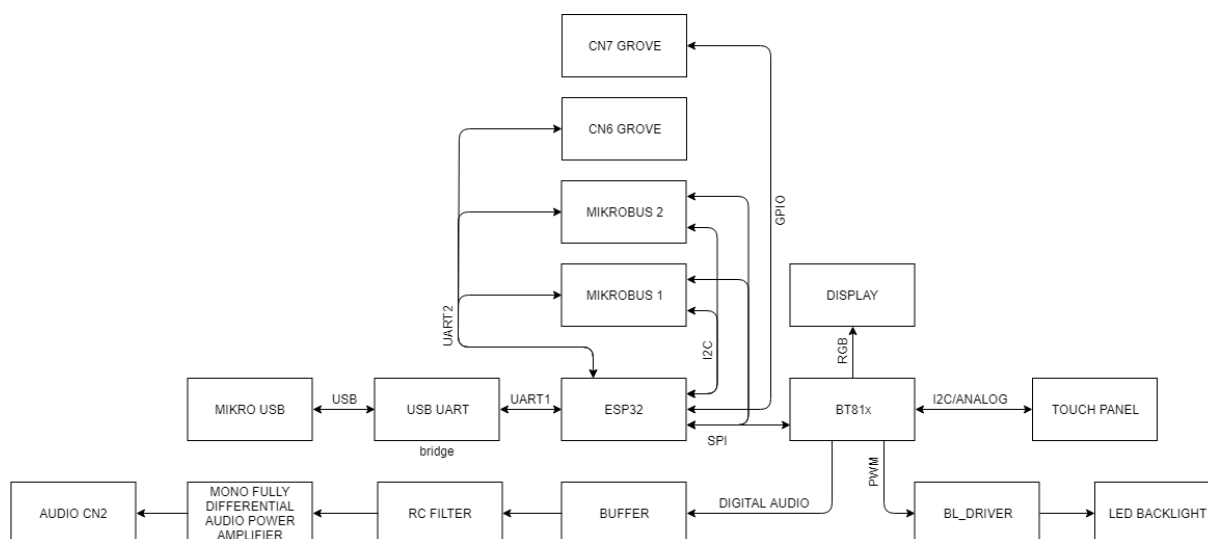 CN7 GROVE
CN6 GROVE
MIKROBUS 2
GPIO
MIKROBUS 1
DISPLAY
UART2
I2C
RGB
MIKRO USB
USB
USB UART
UART1
ESP32
BT81x
I2C/ANALOG
TOUCH PANEL
SPI
bridge
PWM
AUDIO CN2
MONO FULLY
DIFFERENTIAL
AUDIO POWER
AMPLIFIER
RC FILTER
BUFFER
DIGITAL AUDIO
BL_DRIVER
LED BACKLIGHT